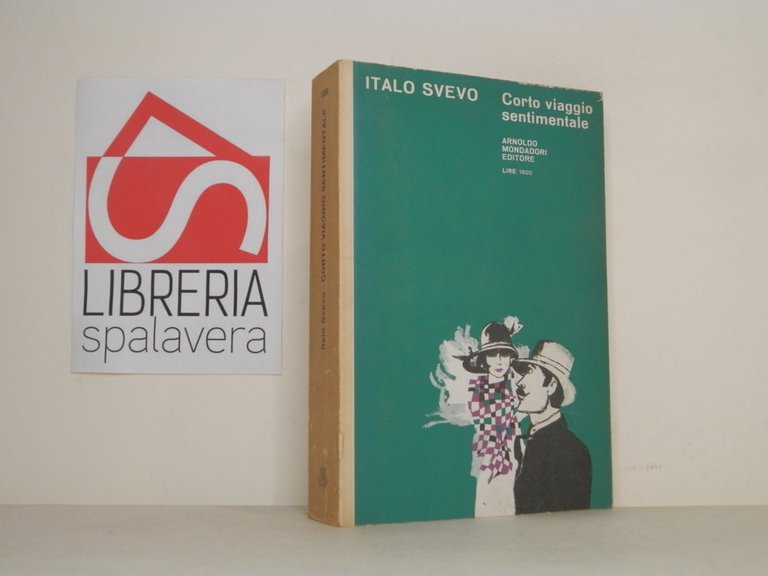 LIBRERIA
spalavera
Italo Svevo CORTO VIAGGIO SENTIMENTALE
ITALO SVEVO
Corto viaggio
sentimentale
ARNOLDO
MONDADORI
EDITORE
LIRE 1600